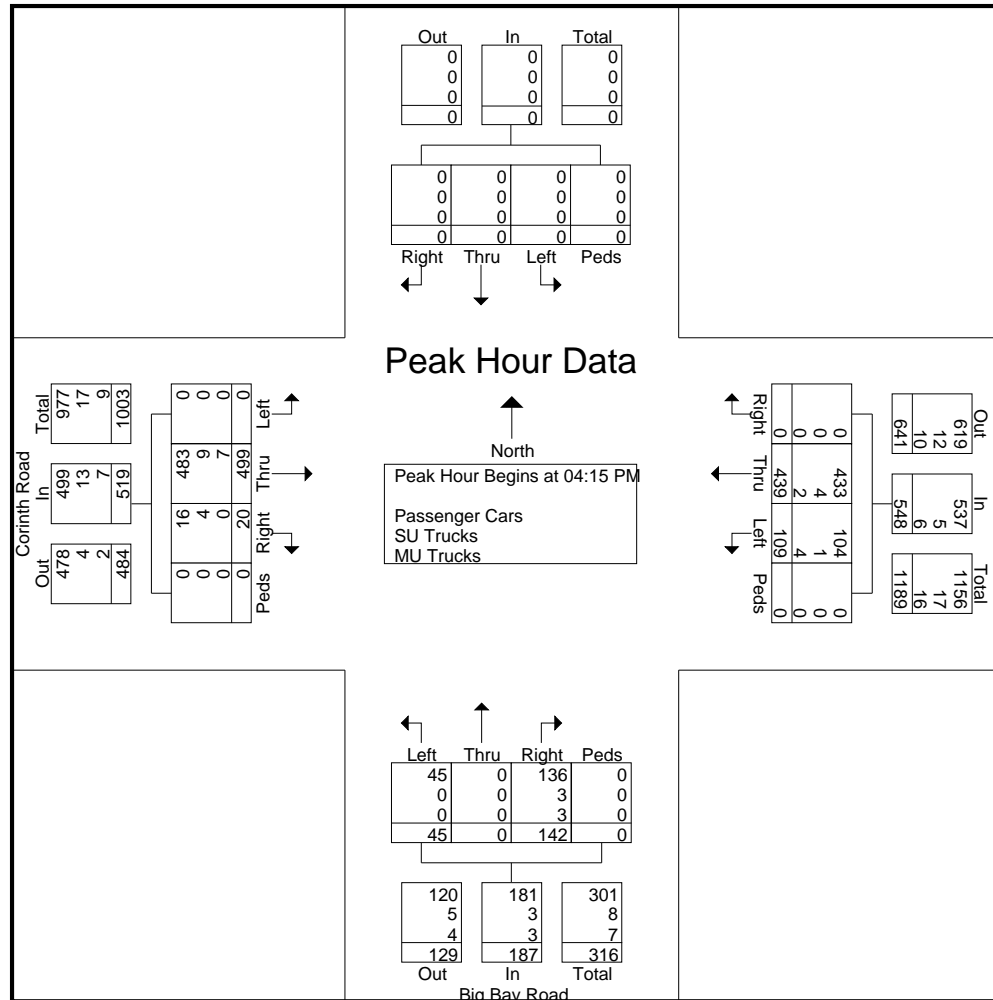 Out In Total
0 0 0
0 0 0
0 0 0
0 0 0
0 0 0 0
0 0 0 0
0 0 0 0
0 0 0 0
Right Thru Left Peds
Peak Hour Data
North
Peak Hour Begins at 04:15 PM
Passenger Cars
SU Trucks
MU Trucks
Corinth Road
Out In Total
478 499 977
4 13 17
2 7 9
484 519 1003
Peds Right Thru Left
0 16 483 0
0 4 9 0
0 0 7 0
0 20 499 0
Right Thru Left Peds
0 433 104 0
0 4 1 0
0 2 4 0
0 439 109 0
Out In Total
619 537 1156
12 5 17
10 6 16
641 548 1189
Left Thru Right Peds
45 0 136 0
0 0 3 0
0 0 3 0
45 0 142 0
120 181 301
5 3 8
4 3 7
129 187 316
Out In Total
Big Bay Road